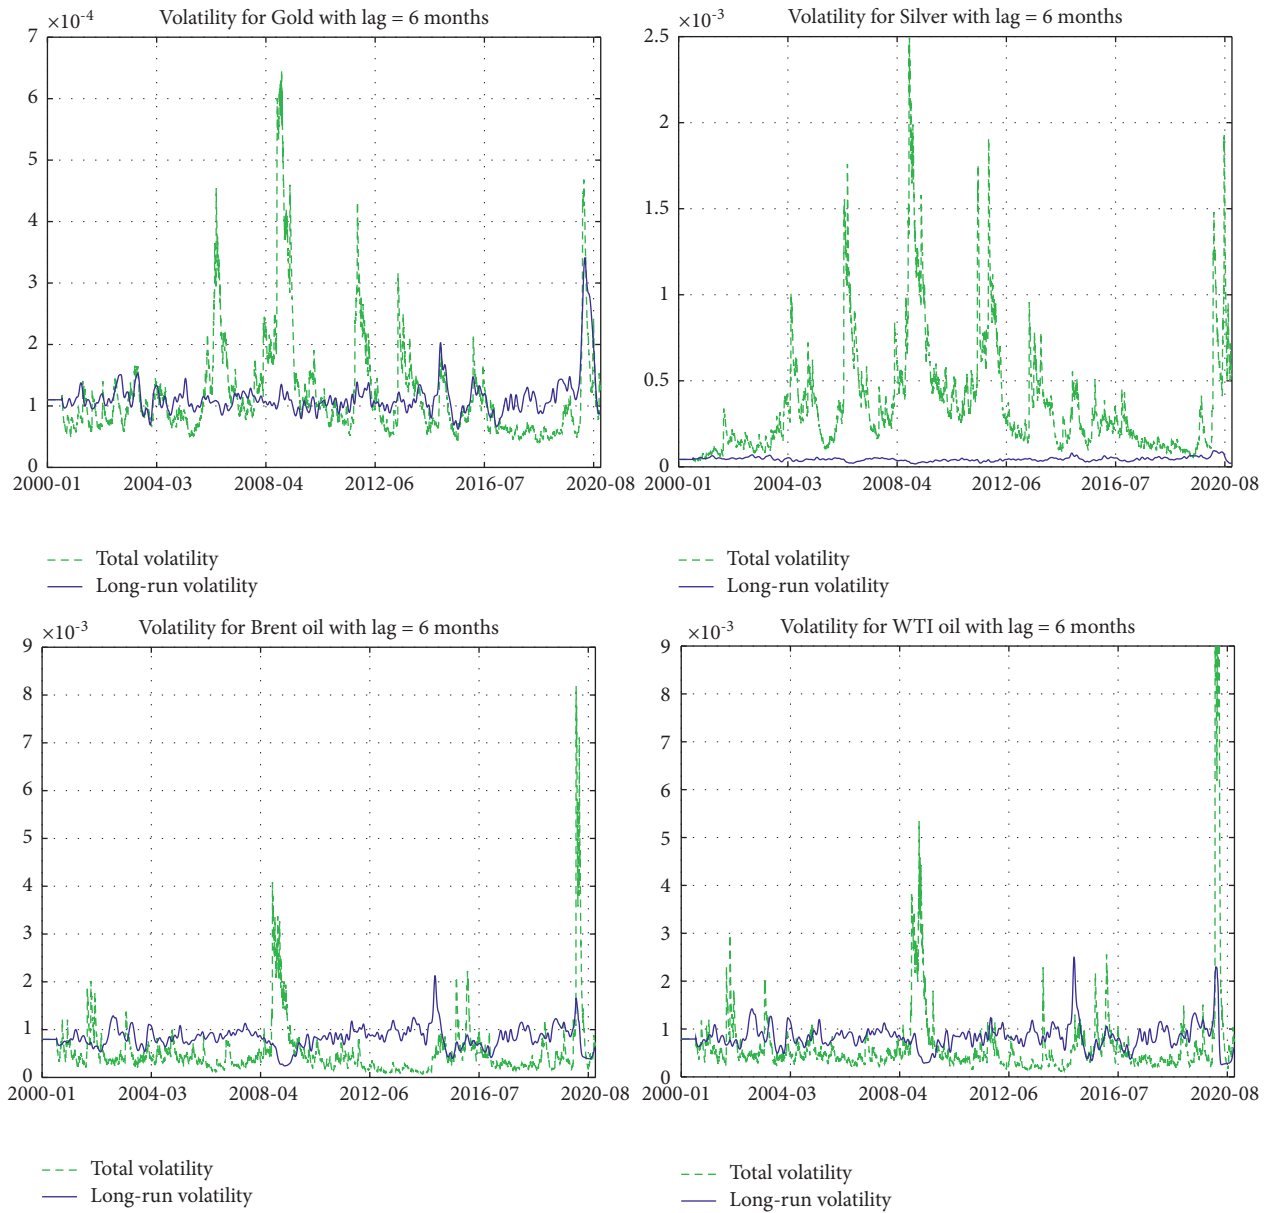 ×10⁻⁴ Volatility for Gold with lag = 6 months
7
6
5
4
3
2
1
0
2000-01 2004-03 2008-04 2012-06 2016-07 2020-08
Total volatility
Long-run volatility
×10⁻³ Volatility for Silver with lag = 6 months
2.5
2
1.5
1
0.5
0
2000-01 2004-03 2008-04 2012-06 2016-07 2020-08
Total volatility
Long-run volatility
×10⁻³ Volatility for Brent oil with lag = 6 months
9
8
7
6
5
4
3
2
1
0
2000-01 2004-03 2008-04 2012-06 2016-07 2020-08
Total volatility
Long-run volatility
×10⁻³ Volatility for WTI oil with lag = 6 months
9
8
7
6
5
4
3
2
1
0
2000-01 2004-03 2008-04 2012-06 2016-07 2020-08
Total volatility
Long-run volatility